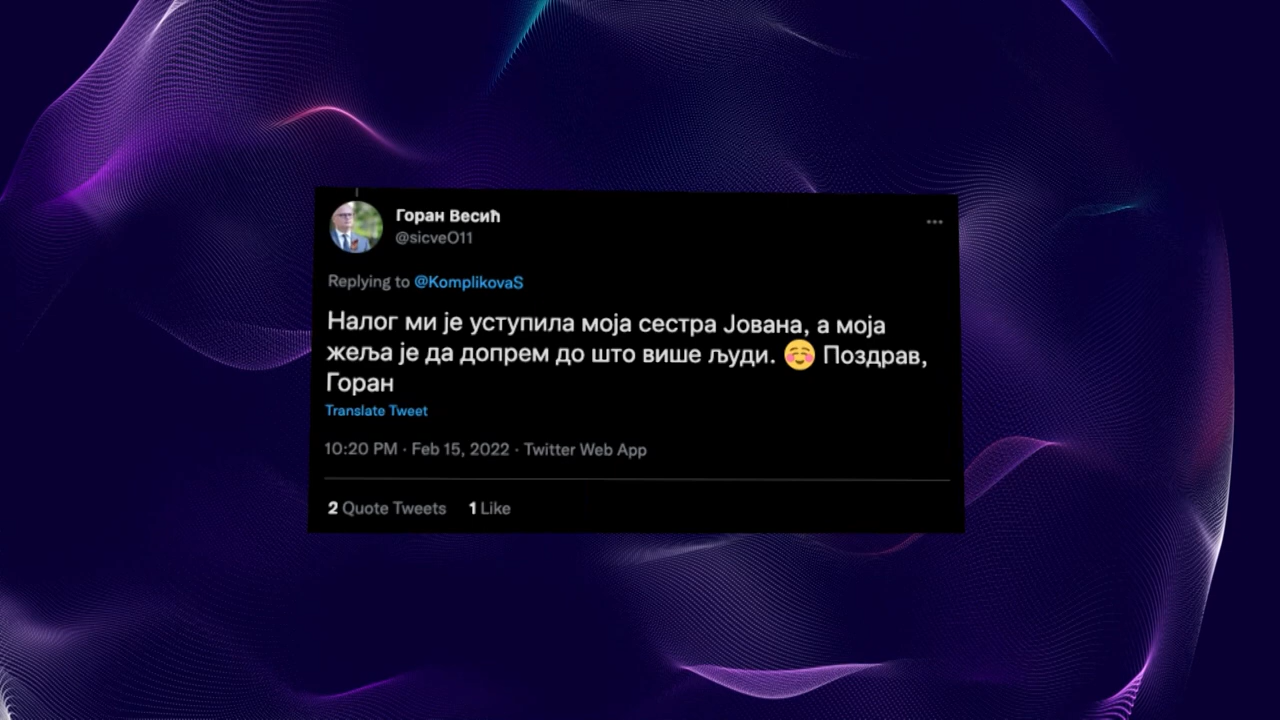 Горан Весић
@sicveO11
Replying to @KomplikovaS
Налог ми је уступила моја сестра Јована, а моја
жеља је да допрем до што више људи. ☺️ Поздрав,
Горан
Translate Tweet
10:20 PM · Feb 15, 2022 · Twitter Web App
2 Quote Tweets 1 Like